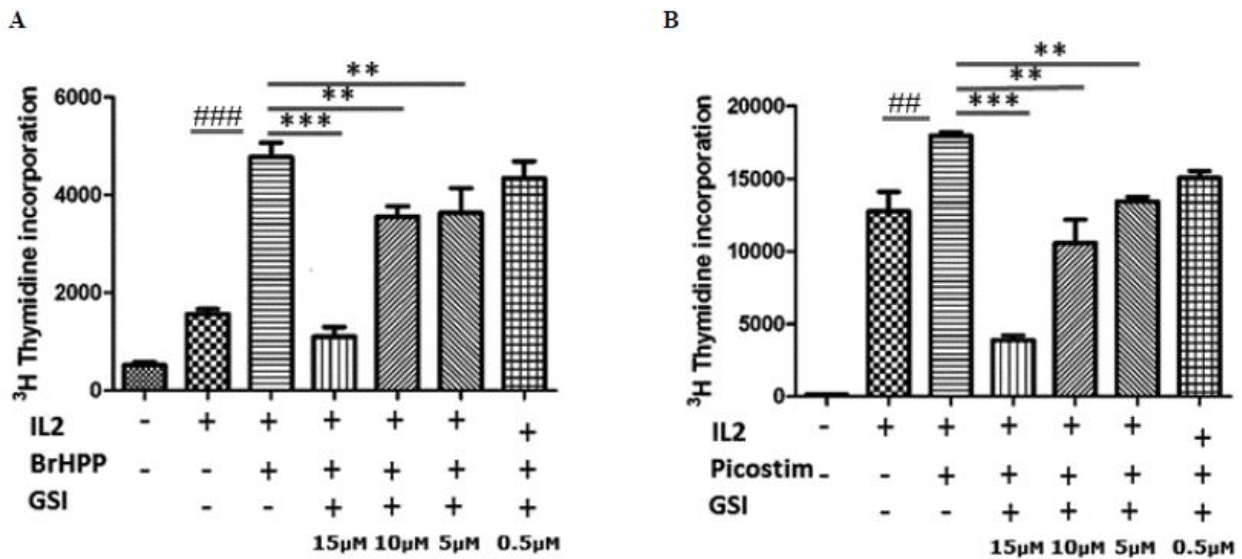 A
³H Thymidine incorporation
6000
4000
2000
0
###
***
**
**
IL2 - + + + + + +
BrHPP - - + + + + +
GSI - - + + + +
15µM 10µM 5µM 0.5µM
B
³H Thymidine incorporation
20000
15000
10000
5000
0
##
***
**
**
IL2 - + + + + + +
Picostim - - + + + + +
GSI - - + + + +
15µM 10µM 5µM 0.5µM